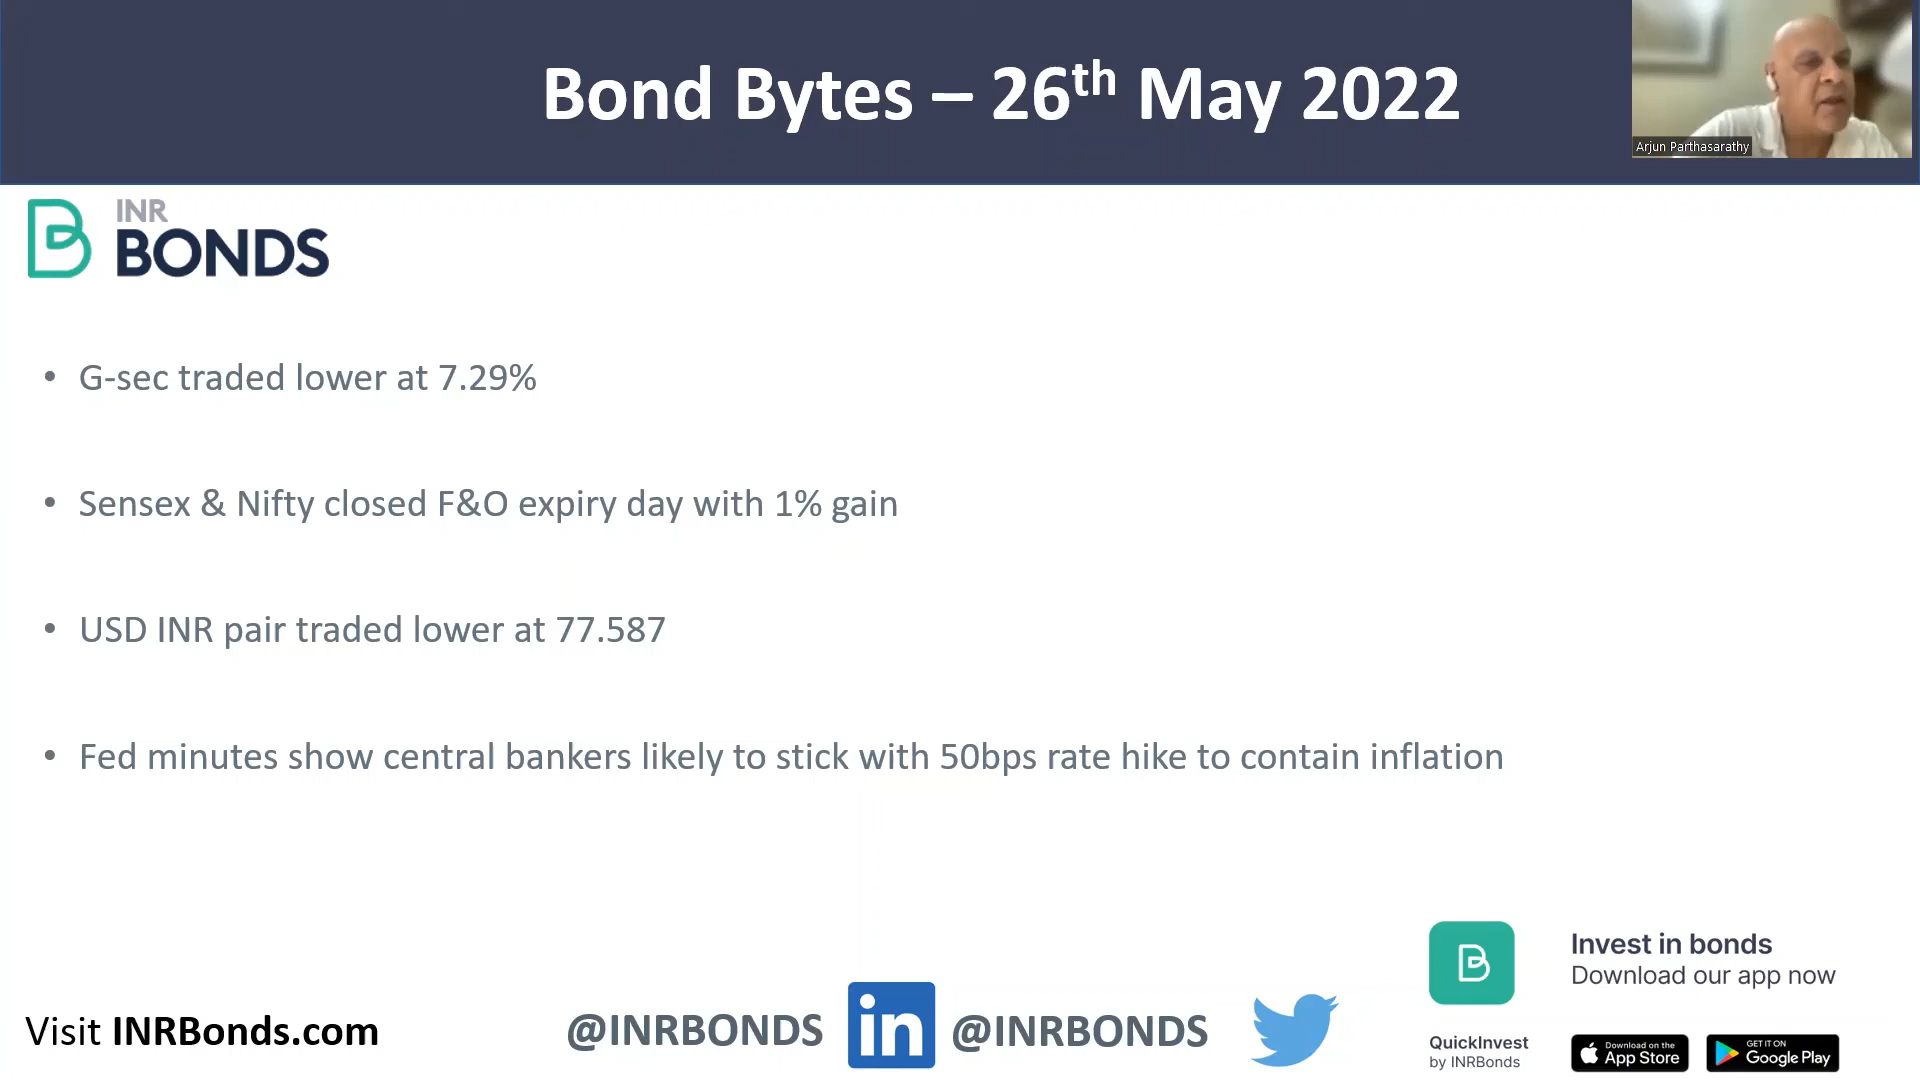 Bond Bytes – 26th May 2022
Arjun Parthasarathy
INR
BONDS
• G-sec traded lower at 7.29%
• Sensex & Nifty closed F&O expiry day with 1% gain
• USD INR pair traded lower at 77.587
• Fed minutes show central bankers likely to stick with 50bps rate hike to contain inflation
Invest in bonds
Download our app now
Visit INRBonds.com
@INRBONDS in @INRBONDS
QuickInvest
by INRBonds
Download on the
App Store
GET IT ON
Google Play